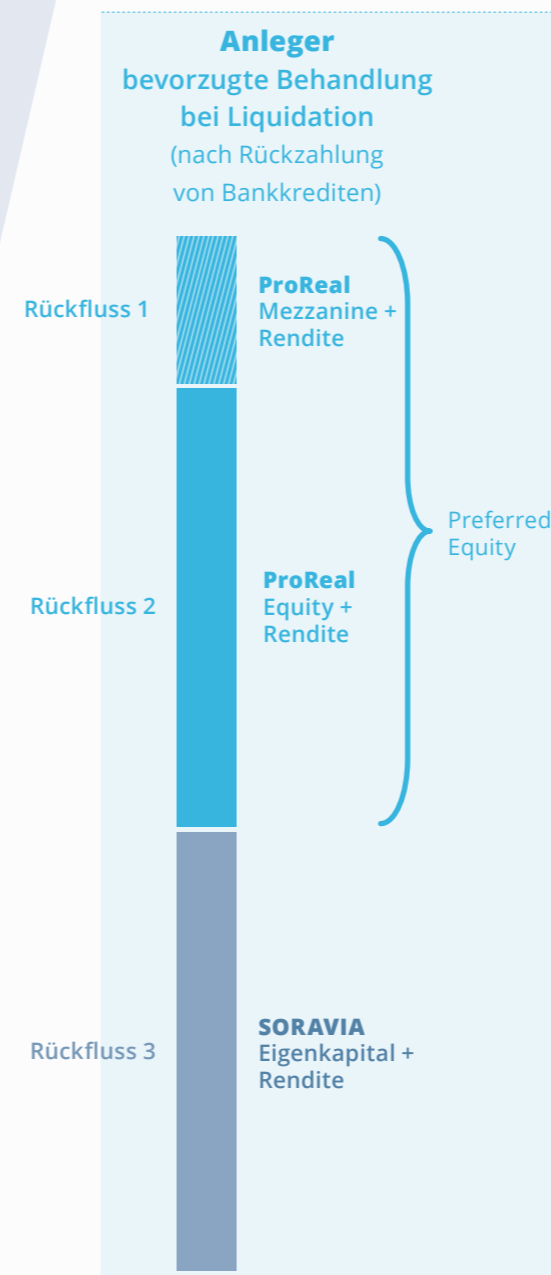 Anleger
bevorzugte Behandlung
bei Liquidation
(nach Rückzahlung
von Bankkrediten)
Rückfluss 1
ProReal
Mezzanine +
Rendite
Preferred
Equity
Rückfluss 2
ProReal
Equity +
Rendite
Rückfluss 3
SORAVIA
Eigenkapital +
Rendite